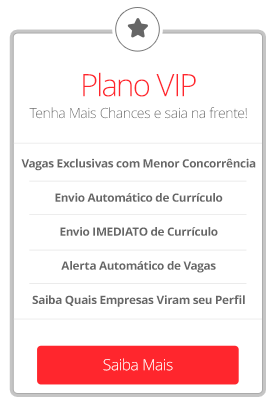 Plano VIP
Tenha Mais Chances e saia na frente!
Vagas Exclusivas com Menor Concorrência
Envio Automático de Currículo
Envio IMEDIATO de Currículo
Alerta Automático de Vagas
Saiba Quais Empresas Viram seu Perfil
Saiba Mais